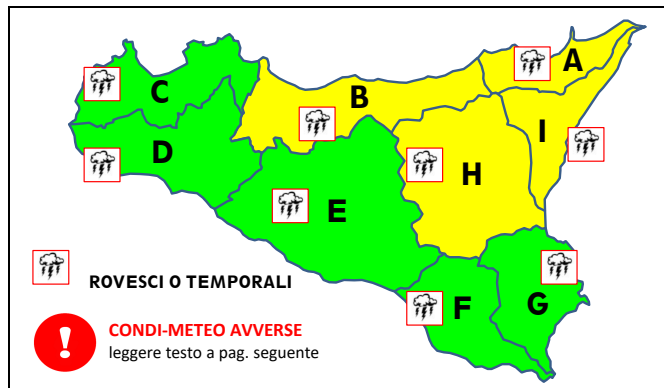 A
C
B
I
D
H
E
F
G
ROVESCI O TEMPORALI
CONDI-METEO AVVERSE
leggere testo a pag. seguente
!